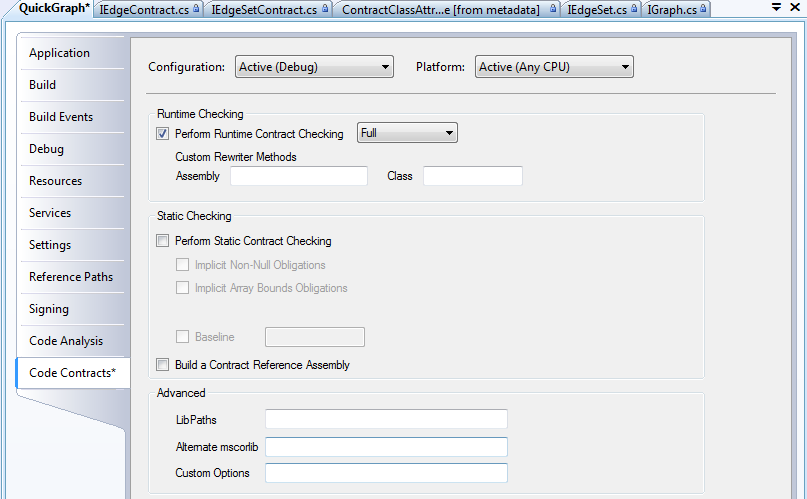 QuickGraph* IEdgeContract.cs IEdgeSetContract.cs ContractClassAttr...e [from metadata] IEdgeSet.cs IGraph.cs
Application
Build
Build Events
Debug
Resources
Services
Settings
Reference Paths
Signing
Code Analysis
Code Contracts*
Configuration: Active (Debug) Platform: Active (Any CPU)
Runtime Checking
Perform Runtime Contract Checking Full
Custom Rewriter Methods
Assembly Class
Static Checking
Perform Static Contract Checking
Implicit Non-Null Obligations
Implicit Array Bounds Obligations
Baseline
Build a Contract Reference Assembly
Advanced
LibPaths
Alternate mscorlib
Custom Options